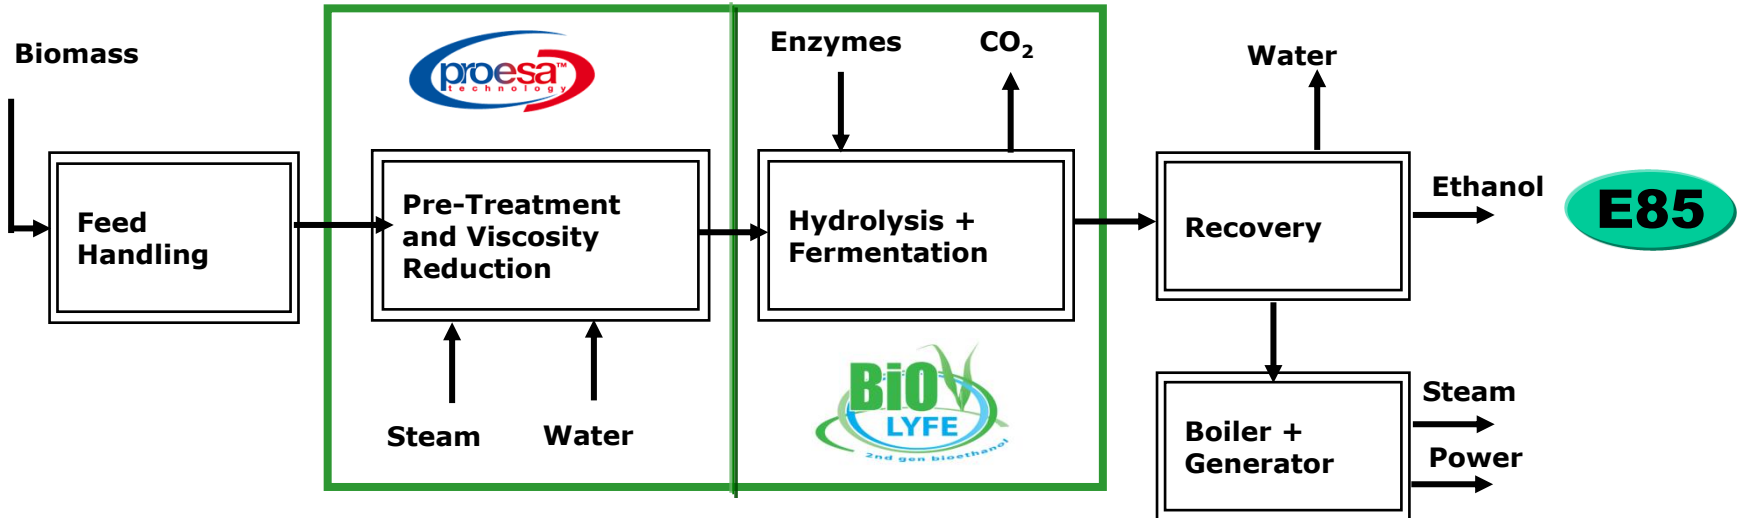 Biomass
Feed
Handling
proesa™
technology
Pre-Treatment
and Viscosity
Reduction
Steam
Water
Enzymes
CO₂
Hydrolysis +
Fermentation
BiO
LYFE
2nd gen bioethanol
Water
Recovery
Ethanol
E85
Boiler +
Generator
Steam
Power